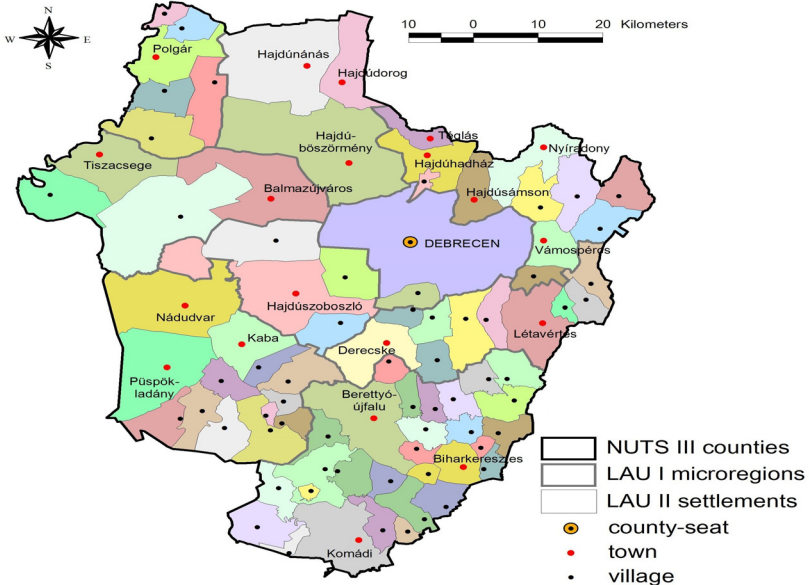 N
W E
S
10 0 10 20 Kilometers
Polgár
Hajdúnánás
Hajdúdorog
Téglás
Hajdú-
böszörmény
Hajdúhadház
Nyíradony
Tiszacsege
Balmazújváros
Hajdúsámson
DEBRECEN
Vámospércs
Hajdúszoboszló
Nádudvar
Létavértes
Kaba
Derecske
Püspök-
ladány
Berettyó-
újfalu
Biharkeresztes
Komádi
NUTS III counties
LAU I microregions
LAU II settlements
county-seat
town
village